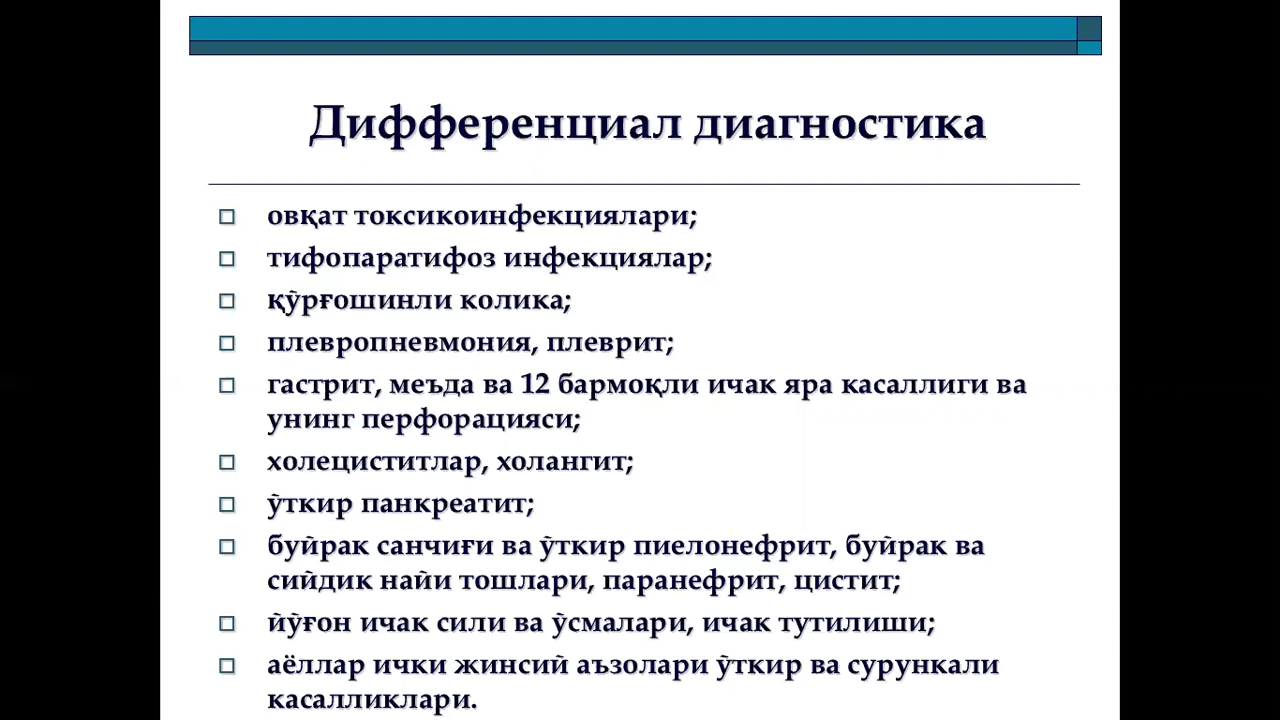 Дифференциал диагностика
овқат токсикоинфекциялари;
тифопаратифоз инфекциялар;
қўрғошинли колика;
плевропневмония, плеврит;
гастрит, меъда ва 12 бармоқли ичак яра касаллиги ва
унинг перфорацияси;
холециститлар, холангит;
ўткир панкреатит;
буйрак санчиғи ва ўткир пиелонефрит, буйрак ва
сийдик найи тошлари, паранефрит, цистит;
йўғон ичак сили ва ўсмалари, ичак тутилиши;
аёллар ички жинсий аъзолари ўткир ва сурункали
касалликлари.